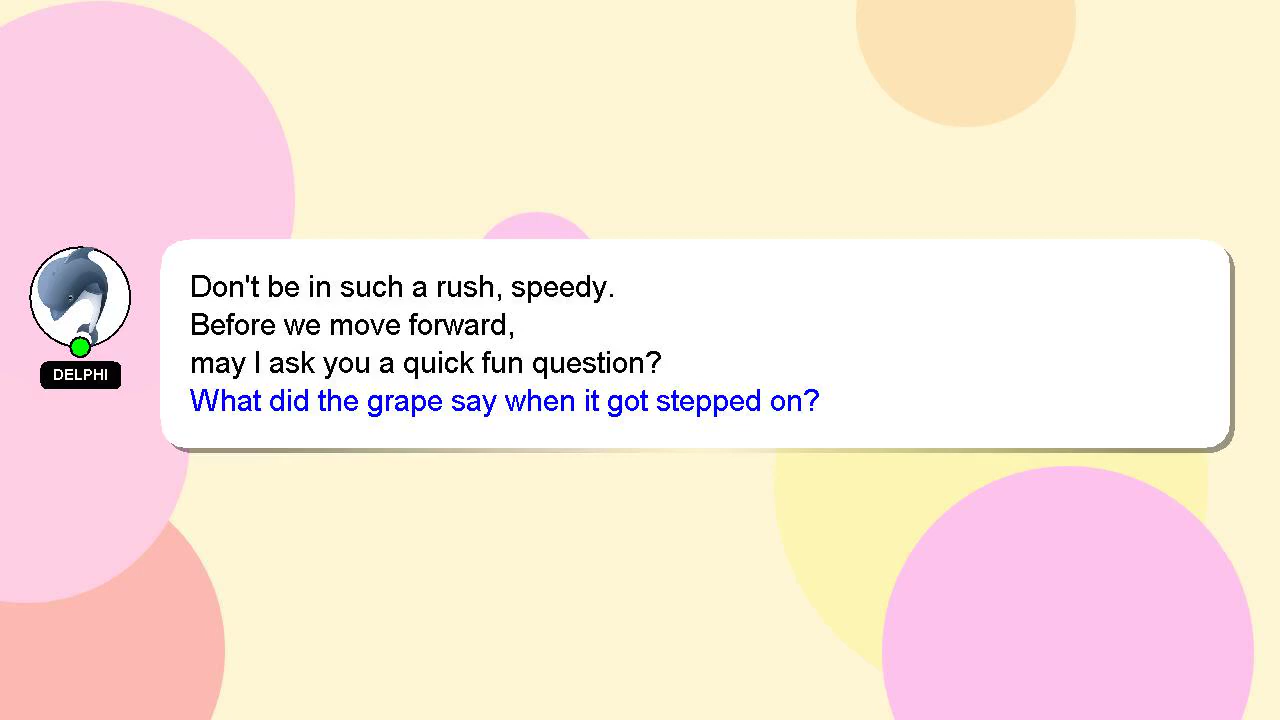 Don't be in such a rush, speedy.
Before we move forward,
may I ask you a quick fun question?
What did the grape say when it got stepped on?
DELPHI